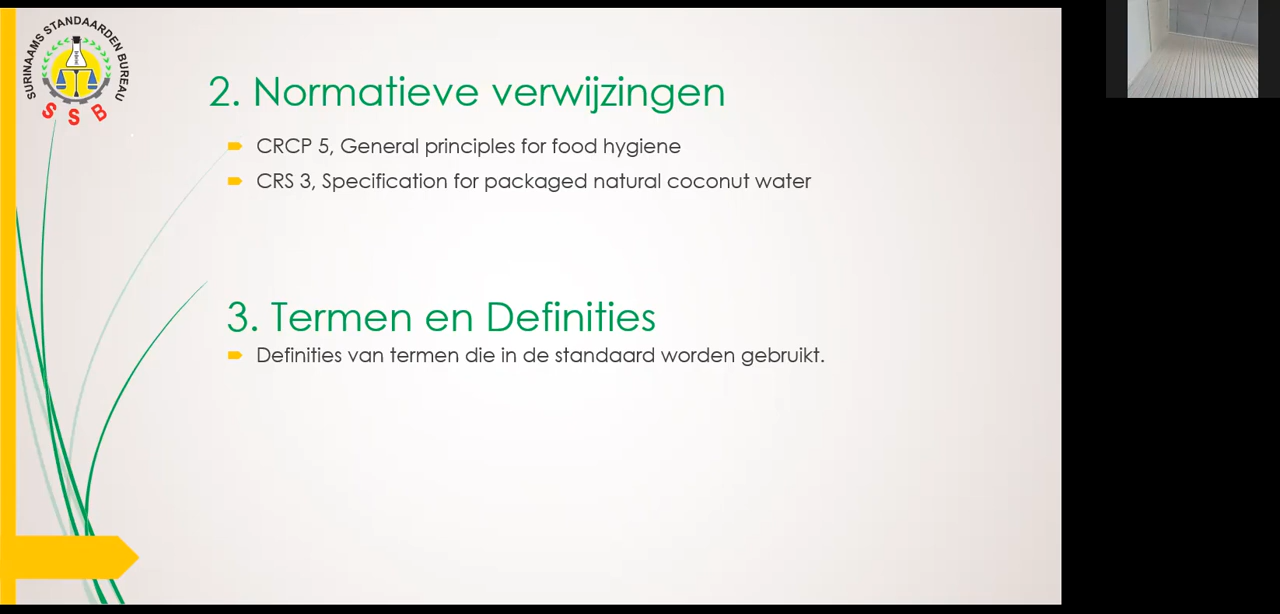 SURINAAMS STANDAARDEN BUREAU
S S B
2. Normatieve verwijzingen
CRCP 5, General principles for food hygiene
CRS 3, Specification for packaged natural coconut water
3. Termen en Definities
Definities van termen die in de standaard worden gebruikt.